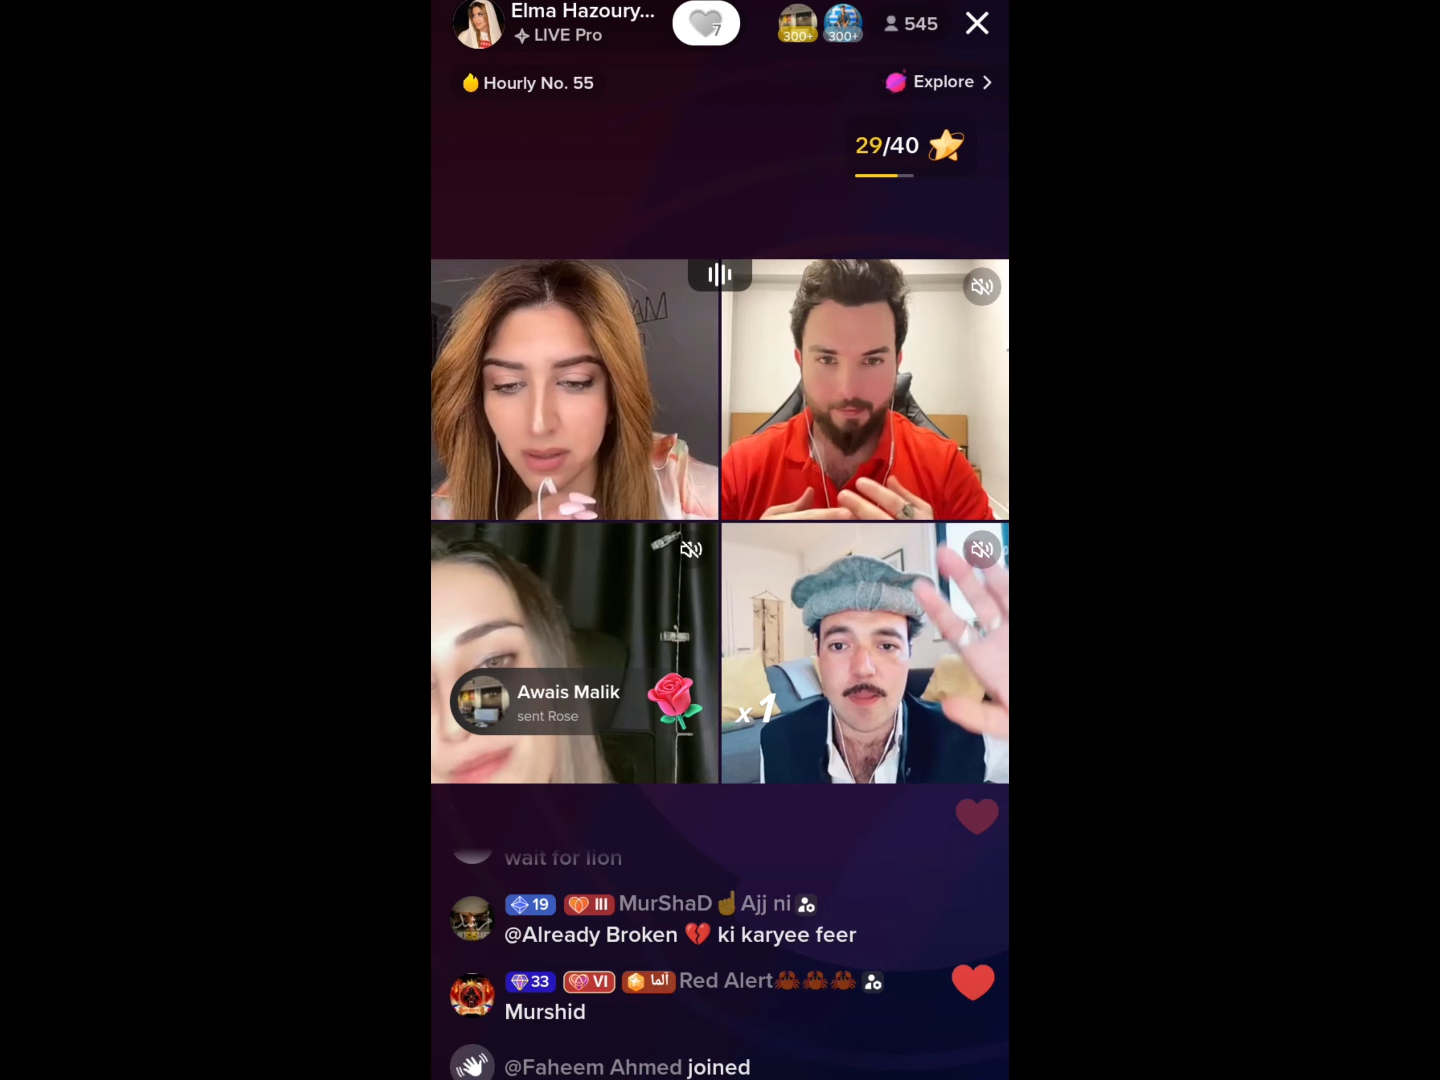 Elma Hazoury...
LIVE Pro
7
300+
300+
545
Hourly No. 55
Explore
29/40
AM
Awais Malik
sent Rose
x1
wait for lion
19 III MurShaD☝Ajj ni
@Already Broken 💔 ki karyee feer
33 VI آلما Red Alert🦀🦀🦀
Murshid
@Faheem Ahmed joined